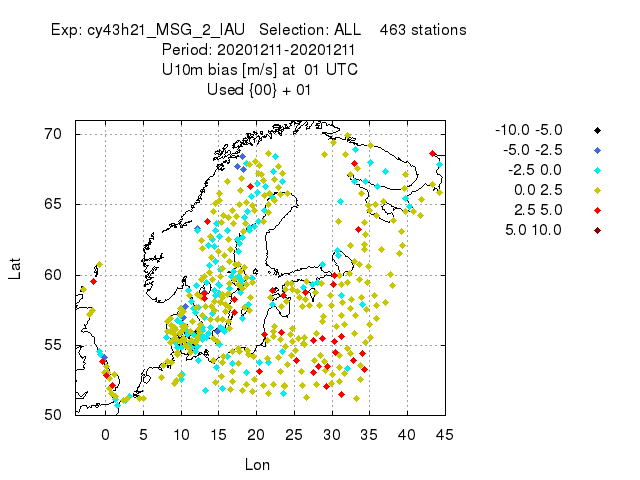 Exp: cy43h21_MSG_2_IAU   Selection: ALL    463 stations
Period: 20201211-20201211
U10m bias [m/s] at  01 UTC
Used {00} + 01
-10.0 -5.0
-5.0 -2.5
-2.5 0.0
0.0 2.5
2.5 5.0
5.0 10.0
70
65
60
55
50
Lat
0 5 10 15 20 25 30 35 40 45
Lon